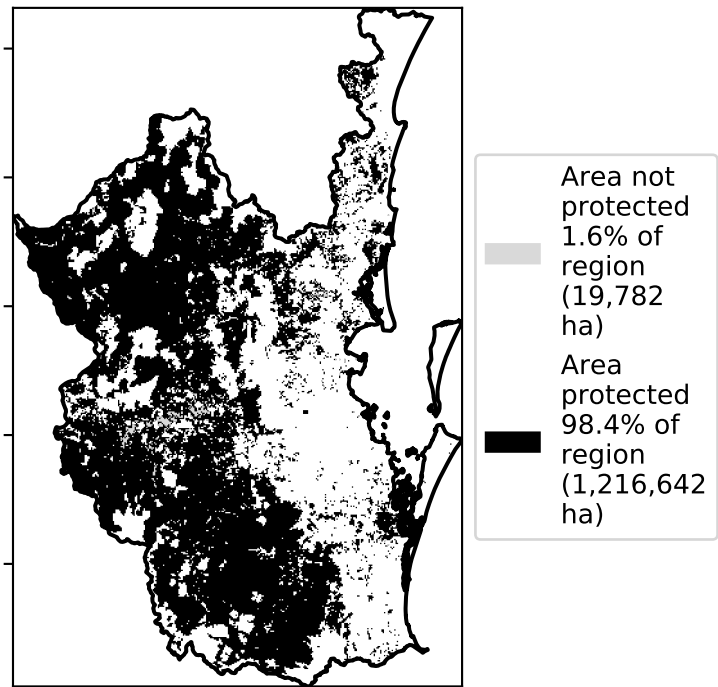 Area not
protected
1.6% of
region
(19,782
ha)
Area
protected
98.4% of
region
(1,216,642
ha)